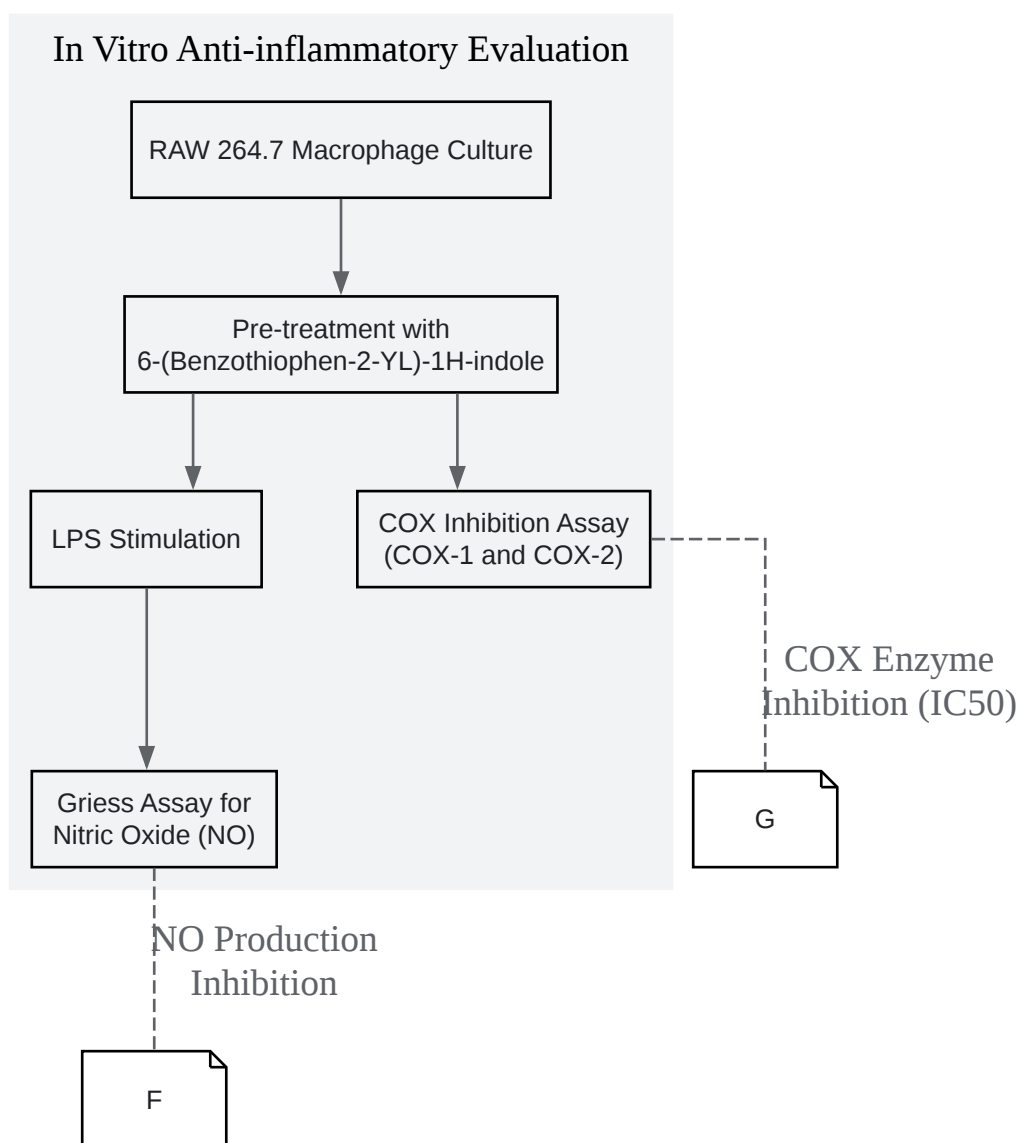 In Vitro Anti-inflammatory Evaluation
RAW 264.7 Macrophage Culture
Pre-treatment with
6-(Benzothiophen-2-YL)-1H-indole
LPS Stimulation
COX Inhibition Assay
(COX-1 and COX-2)
COX Enzyme
Inhibition (IC50)
Griess Assay for
Nitric Oxide (NO)
G
NO Production
Inhibition
F